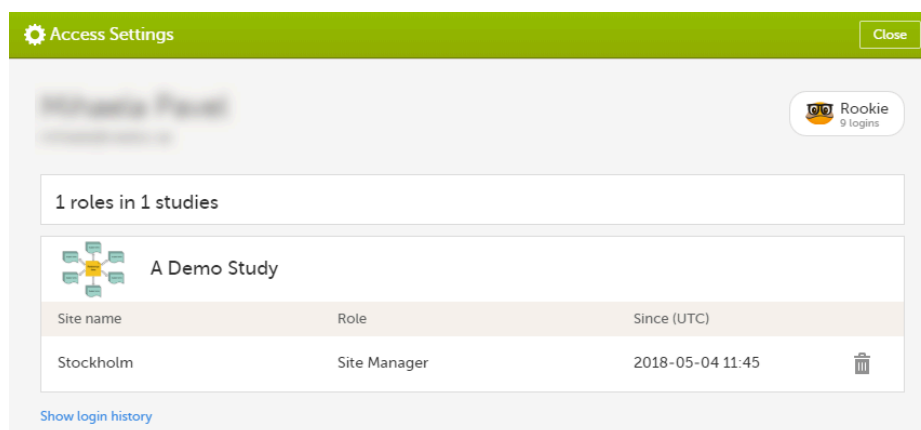 Access Settings
Close
Rookie
9 logins
1 roles in 1 studies
A Demo Study
Site name Role Since (UTC)
Stockholm Site Manager 2018-05-04 11:45
Show login history